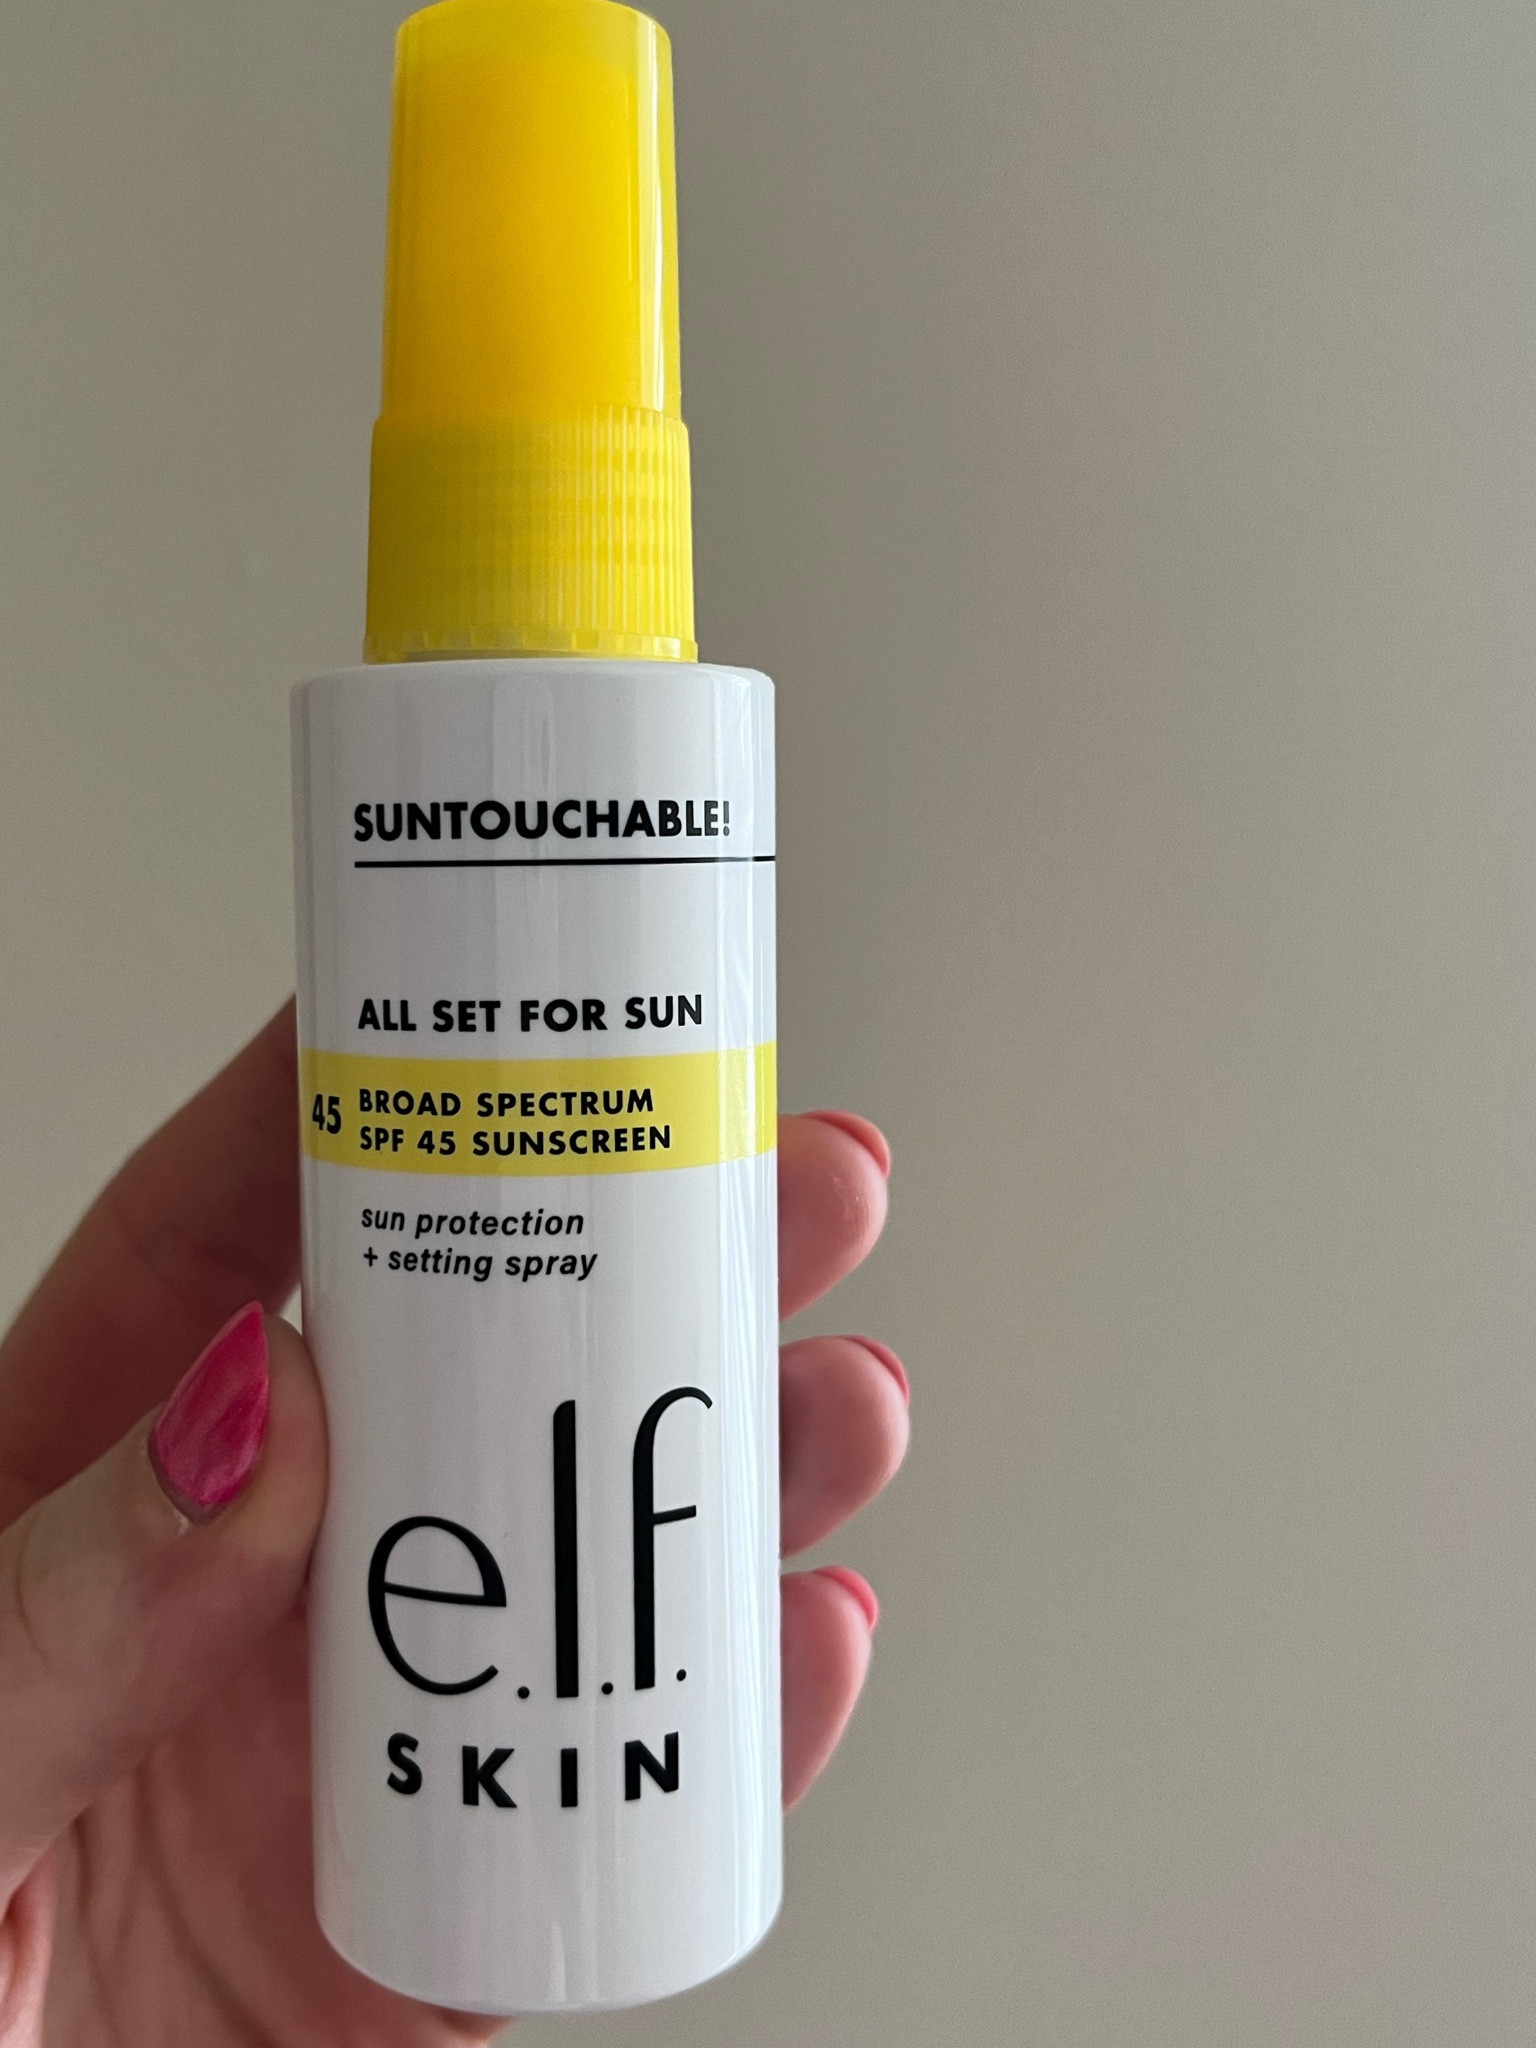 SUNTOUCHABLE!
ALL SET FOR SUN
45 BROAD SPECTRUM
SPF 45 SUNSCREEN
sun protection
+ setting spray
e.l.f.
SKIN